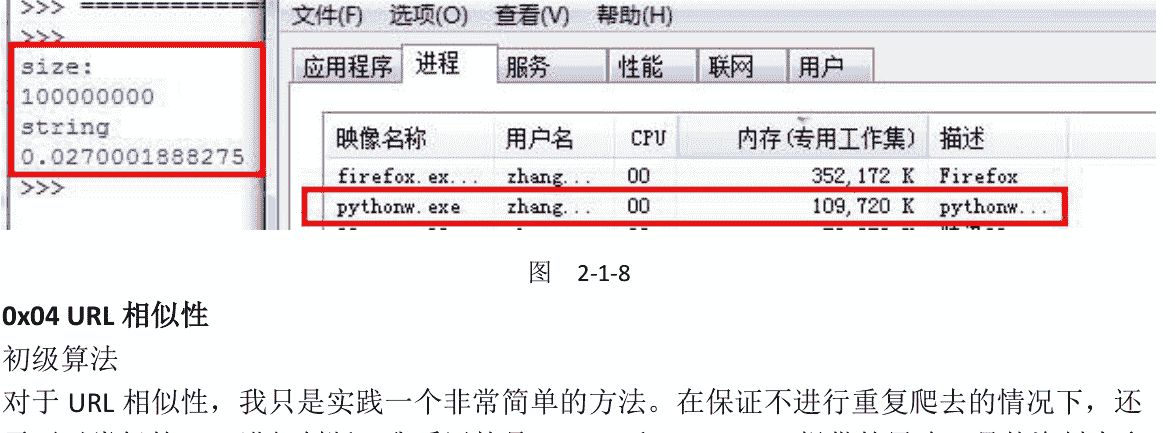 >>> ==============
>>>
size:
100000000
string
0.0270001888275
>>>
文件(F) 选项(O) 查看(V) 帮助(H)
应用程序 进程 服务 性能 联网 用户
映像名称 用户名 CPU 内存(专用工作集) 描述
firefox.ex... zhang... 00 352,172 K Firefox
pythonw.exe zhang... 00 109,720 K pythonw...
图 2-1-8
0x04 URL 相似性
初级算法
对于 URL 相似性，我只是实践一个非常简单的方法。在保证不进行重复爬去的情况下，还